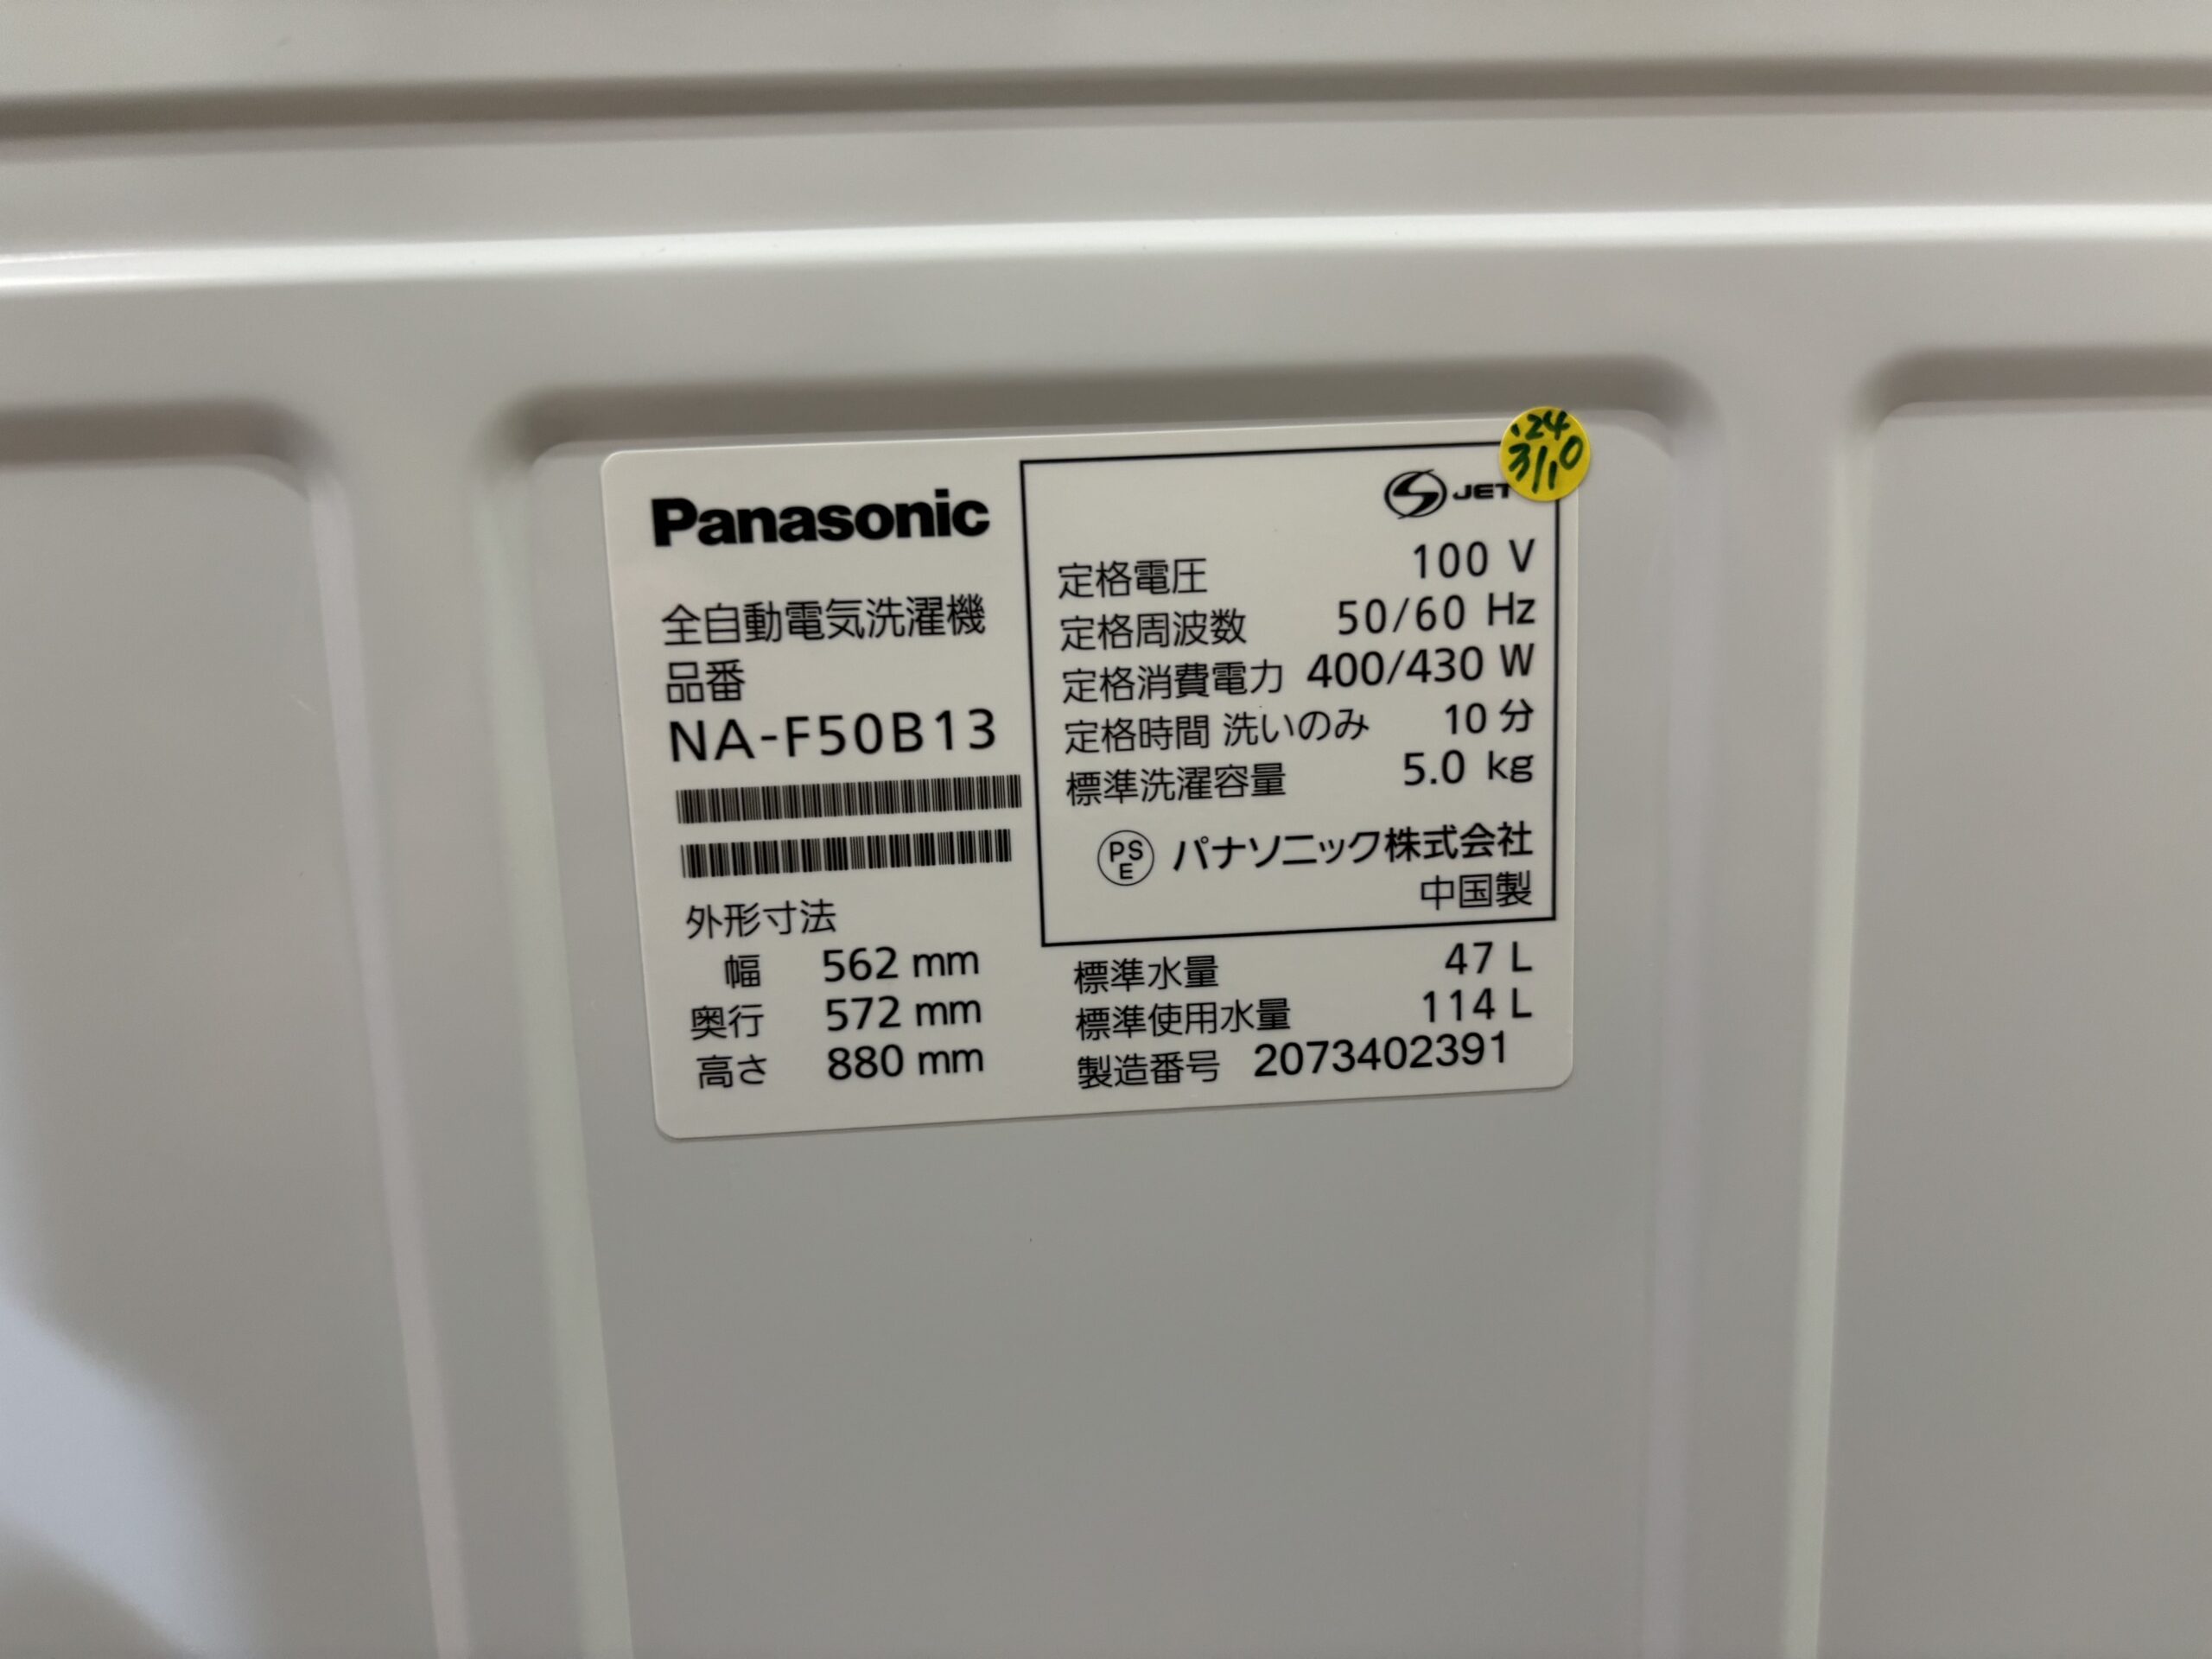 Panasonic
全自動電気洗濯機
品番
NA-F50B13
外形寸法
幅 562 mm
奥行 572 mm
高さ 880 mm
'24
3/10
S JET
定格電圧 100 V
定格周波数 50/60 Hz
定格消費電力 400/430 W
定格時間 洗いのみ 10 分
標準洗濯容量 5.0 kg
PS
E パナソニック株式会社
中国製
標準水量 47 L
標準使用水量 114 L
製造番号 2073402391